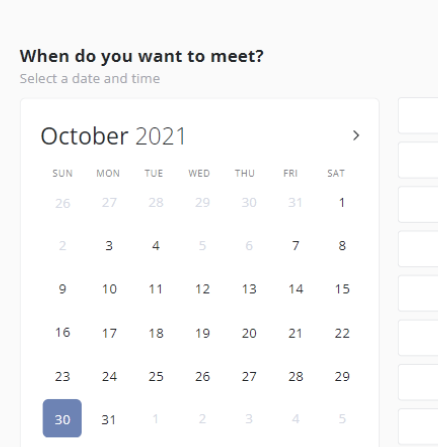 When do you want to meet?
Select a date and time
October 2021
SUN MON TUE WED THU FRI SAT
26 27 28 29 30 31 1
2 3 4 5 6 7 8
9 10 11 12 13 14 15
16 17 18 19 20 21 22
23 24 25 26 27 28 29
30 31 1 2 3 4 5